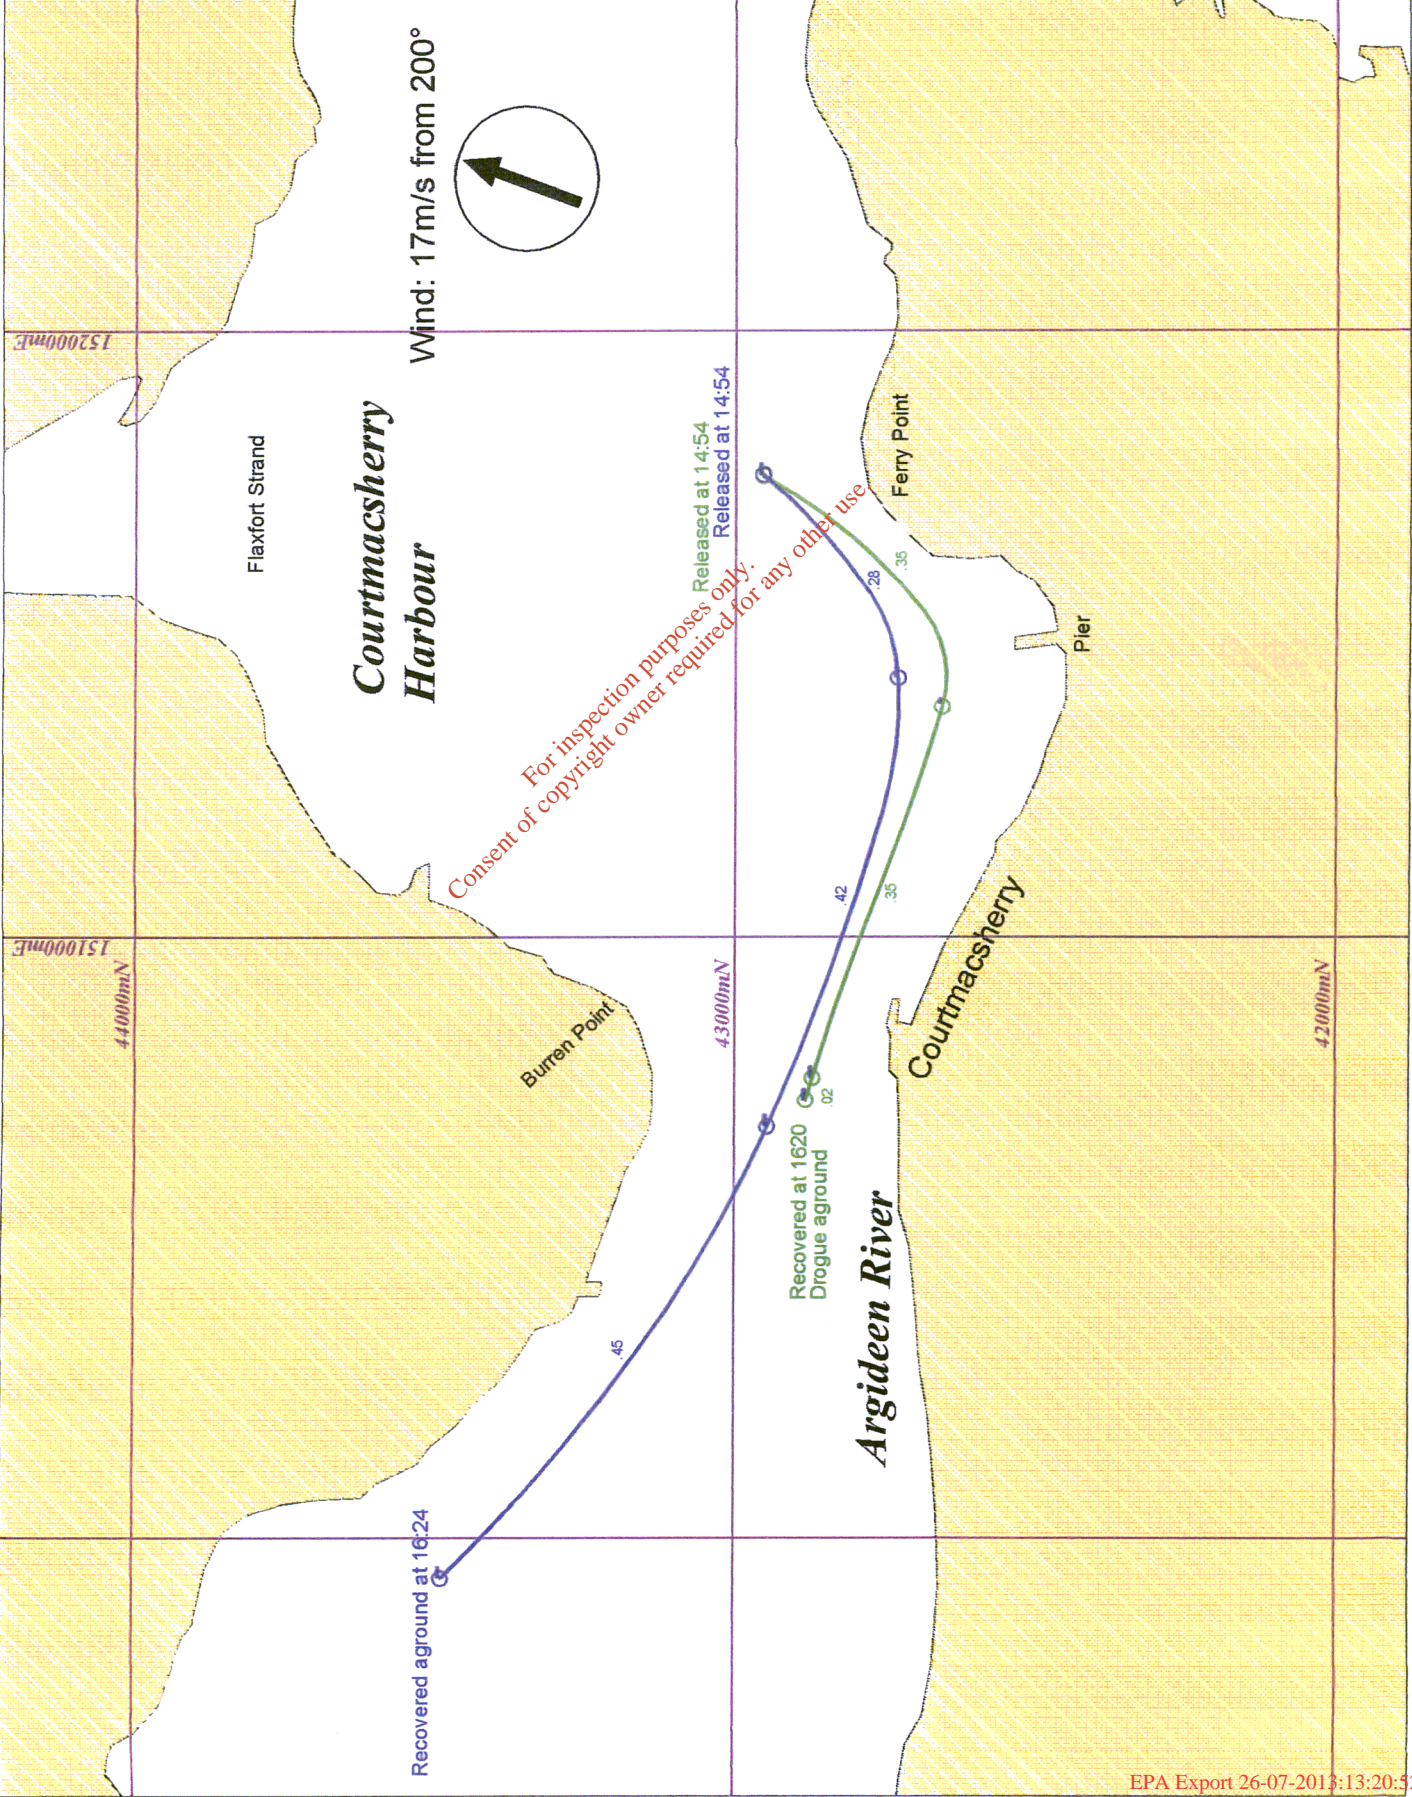 152000mE
Wind: 17m/s from 200°
Flaxfort Strand
Courtmacsherry
Harbour
Released at 14:54
Released at 14:54
Ferry Point
For inspection purposes only.
Consent of copyright owner required for any other use
.28
.35
Pier
151000mE
44000mN
43000mN
42000mN
.42
.35
Burren Point
Courtmacsherry
.02
Recovered at 1620
Drogue aground
Argideen River
.45
Recovered aground at 16:24
EPA Export 26-07-2013:13:20:5